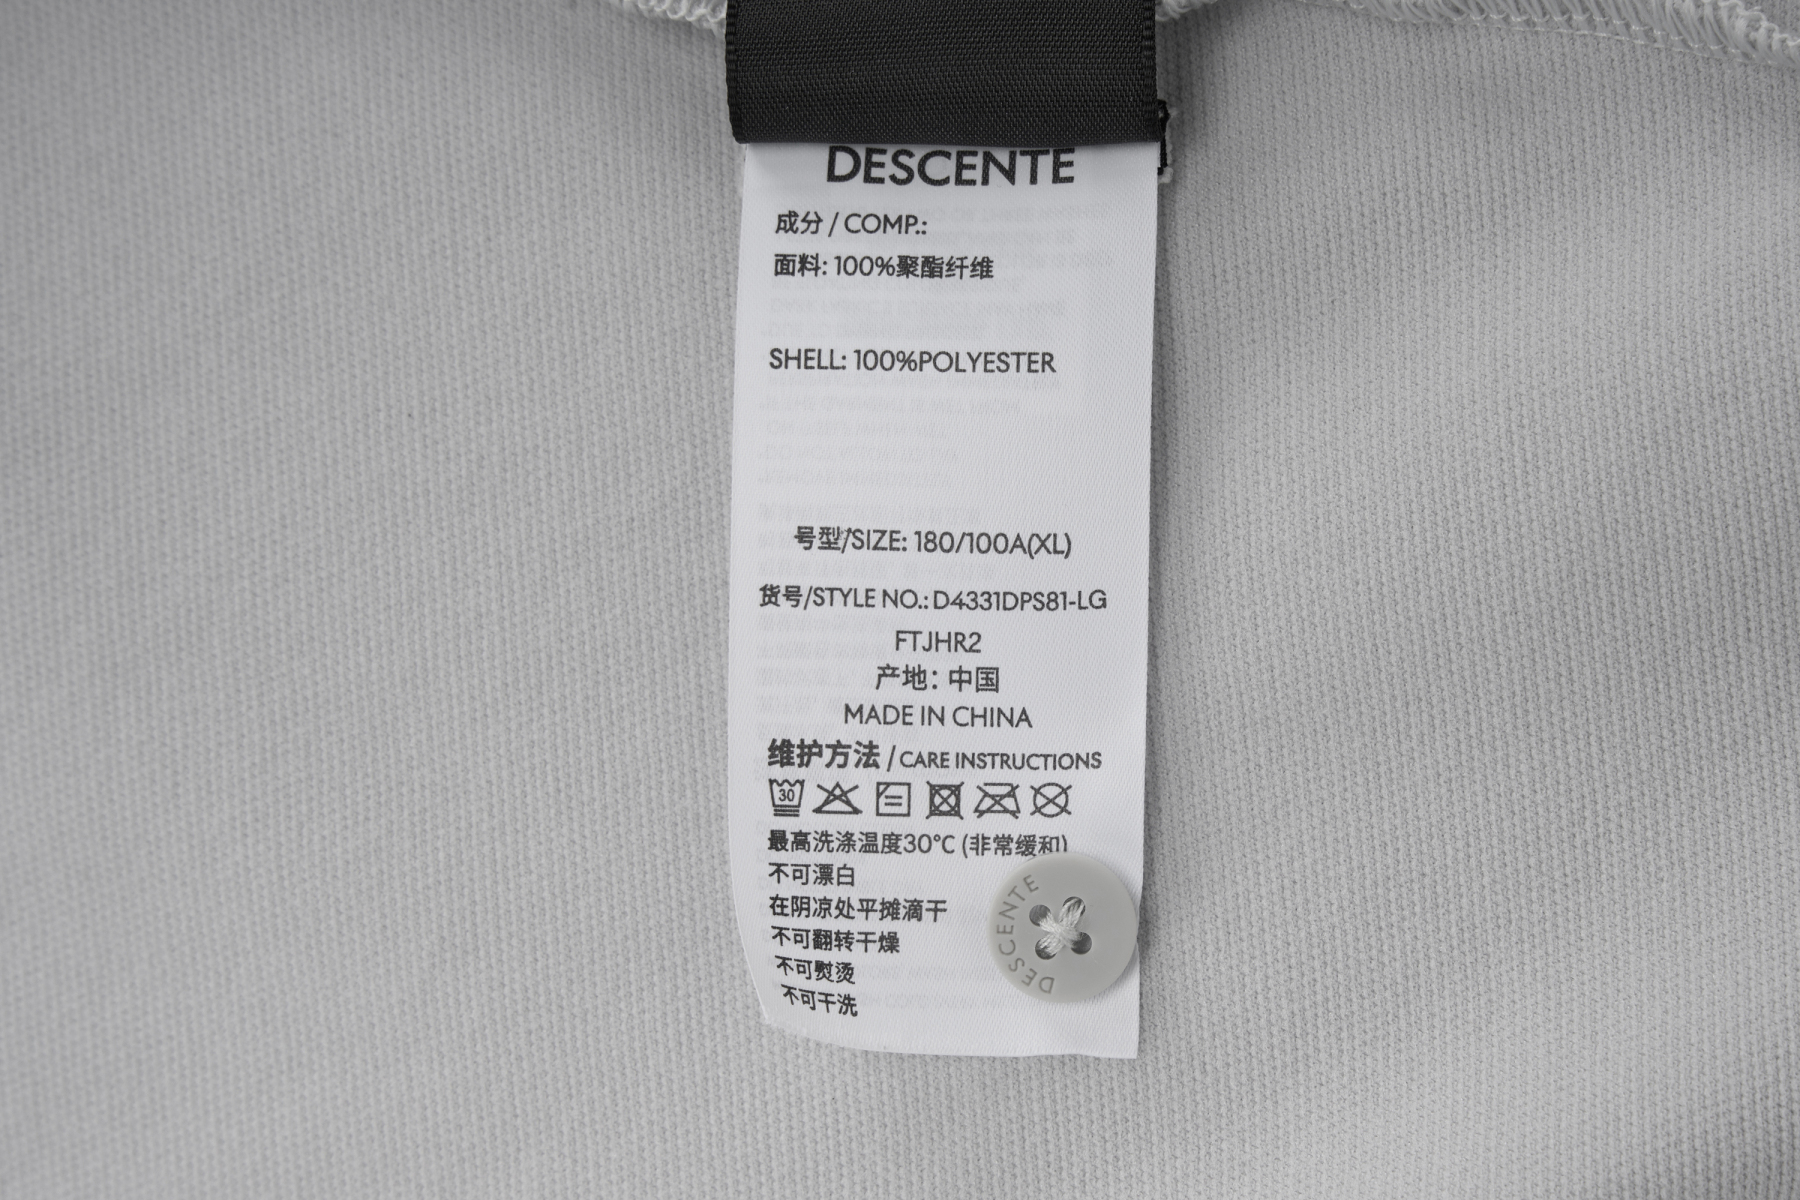 DESCENTE
成分 / COMP.:
面料: 100%聚酯纤维
SHELL: 100%POLYESTER
号型/SIZE: 180/100A(XL)
货号/STYLE NO.: D4331DPS81-LG
FTJHR2
产地：中国
MADE IN CHINA
维护方法 / CARE INSTRUCTIONS
30
最高洗涤温度30℃ (非常缓和)
不可漂白
在阴凉处平摊滴干
不可翻转干燥
不可熨烫
不可干洗
DESCENTE